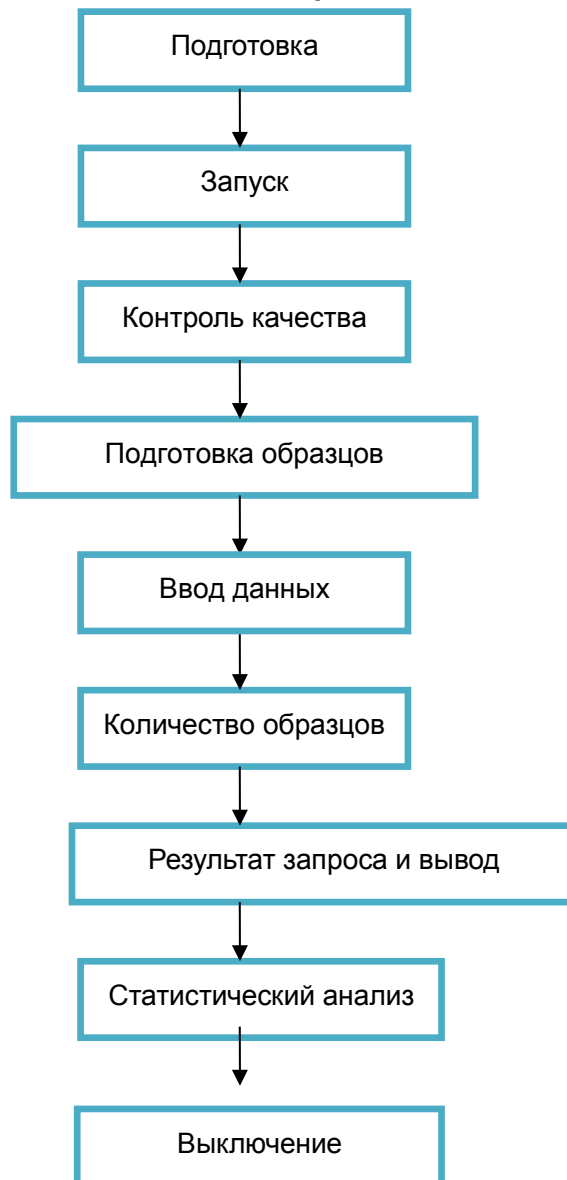 Подготовка
Запуск
Контроль качества
Подготовка образцов
Ввод данных
Количество образцов
Результат запроса и вывод
Статистический анализ
Выключение